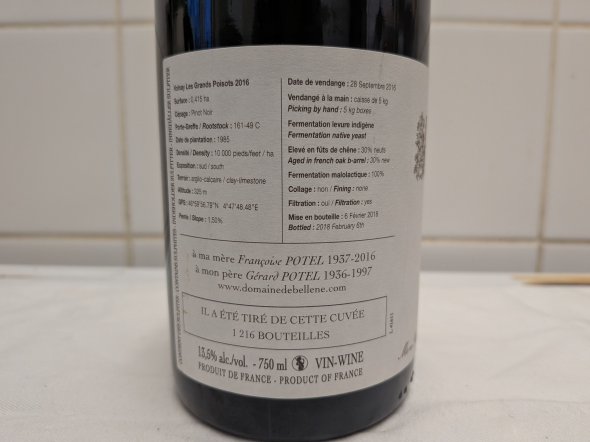 Volnay Les Grands Poisots 2016
Surface : 0,415 ha
Cépage : Pinot Noir
Porte-Greffe / Rootstock : 161-49 C
Date de plantation : 1985
Densité / Density : 10 000 pieds/feet / ha
Exposition : sud / south
Terrain : argilo-calcaire / clay-limestone
Altitude : 325 m
Pente / Slope : 1,50%
Date de vendange : 28 Septembre 2016
Vendangé à la main : caisse de 5 kg
Picking by hand : 5 kg boxes
Fermentation levure indigène
Fermentation native yeast
Elevé en fûts de chêne : 30% neufs
Aged in french oak b-arrel : 30% new
Fermentation malolactique : 100%
Collage : non / Fining : none
Filtration : oui / Filtration : yes
Mise en bouteille : 6 Février 2018
Bottled : 2018 February 6th
à ma mère Françoise POTEL 1937-2016
à mon père Gérard POTEL 1936-1997
www.domainedebellene.com
IL A ÉTÉ TIRÉ DE CETTE CUVÉE
1 216 BOUTEILLES
13,5% alc./vol. - 750 ml VIN-WINE
PRODUIT DE FRANCE - PRODUCT OF FRANCE